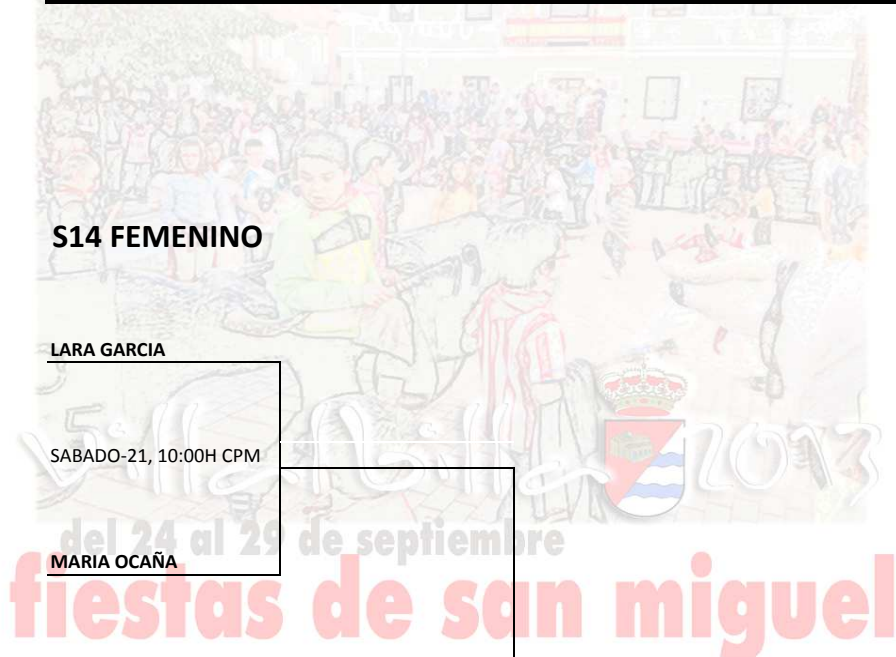 S14 FEMENINO
LARA GARCIA
SABADO-21, 10:00H CPM
Villalbilla 2013
del 24 al 29 de septiembre
MARIA OCAÑA
fiestas de san miguel